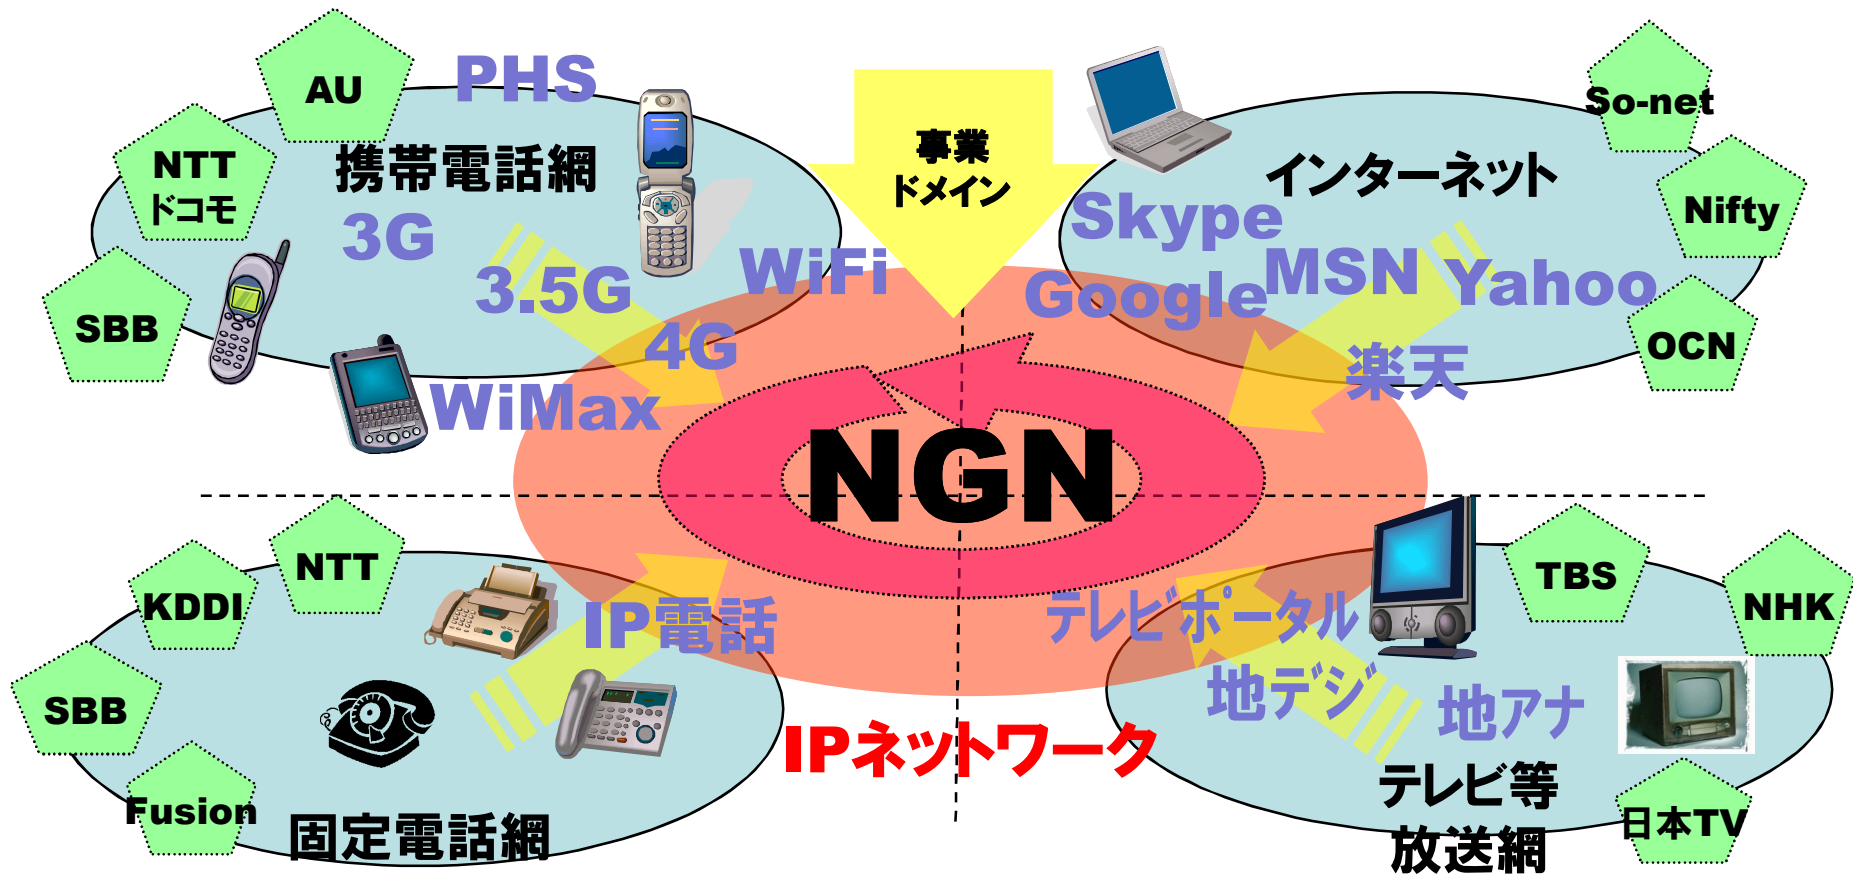 AU
PHS
NTT
ドコモ
携帯電話網
3G
3.5G
4G
WiFi
WiMax
SBB
事業
ドメイン
So-net
インターネット
Nifty
Skype
MSN
Yahoo
Google
OCN
楽天
NGN
NTT
KDDI
SBB
Fusion
IP電話
固定電話網
IPネットワーク
テレビポータル
地デジ
地アナ
TBS
NHK
テレビ等
放送網
日本TV